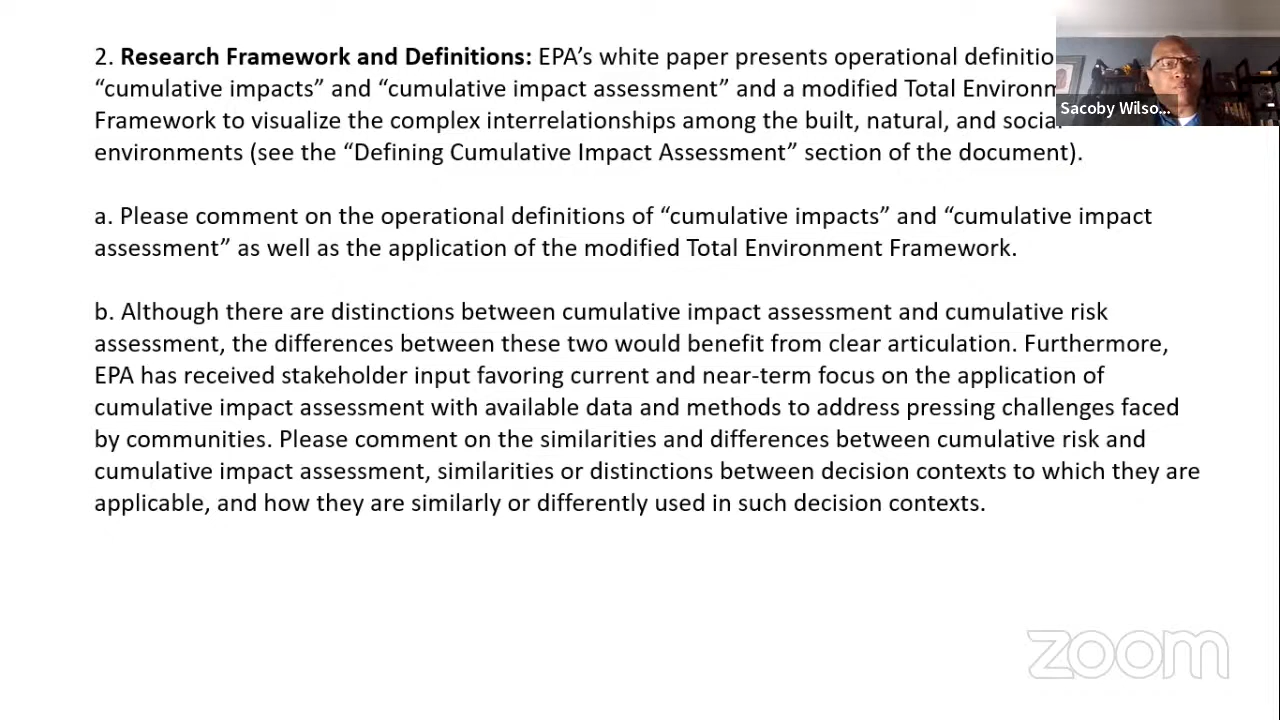 2. Research Framework and Definitions: EPA’s white paper presents operational definitio
“cumulative impacts” and “cumulative impact assessment” and a modified Total Environm
Framework to visualize the complex interrelationships among the built, natural, and social
environments (see the “Defining Cumulative Impact Assessment” section of the document).
a. Please comment on the operational definitions of “cumulative impacts” and “cumulative impact
assessment” as well as the application of the modified Total Environment Framework.
b. Although there are distinctions between cumulative impact assessment and cumulative risk
assessment, the differences between these two would benefit from clear articulation. Furthermore,
EPA has received stakeholder input favoring current and near-term focus on the application of
cumulative impact assessment with available data and methods to address pressing challenges faced
by communities. Please comment on the similarities and differences between cumulative risk and
cumulative impact assessment, similarities or distinctions between decision contexts to which they are
applicable, and how they are similarly or differently used in such decision contexts.
Sacoby Wilso...
zoom